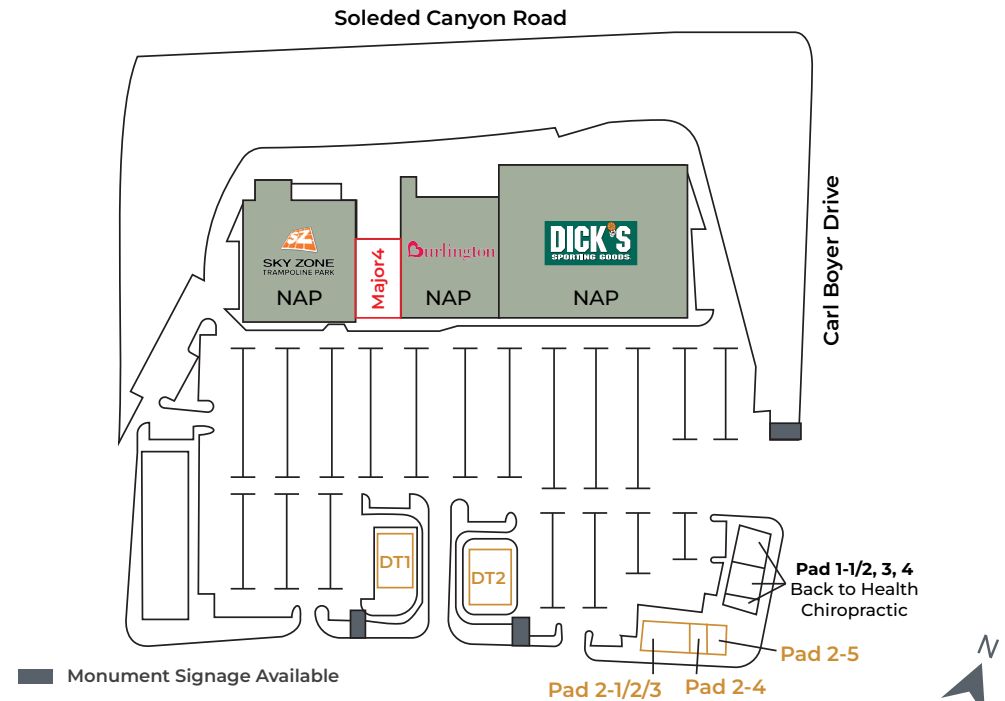 Soleded Canyon Road
Carl Boyer Drive
SZ
SKY ZONE
TRAMPOLINE PARK
NAP
Major4
Burlington
NAP
DICK'S
SPORTING GOODS
NAP
DT1
DT2
Pad 1-1/2, 3, 4
Back to Health
Chiropractic
Pad 2-5
Pad 2-4
Pad 2-1/2/3
Monument Signage Available
N